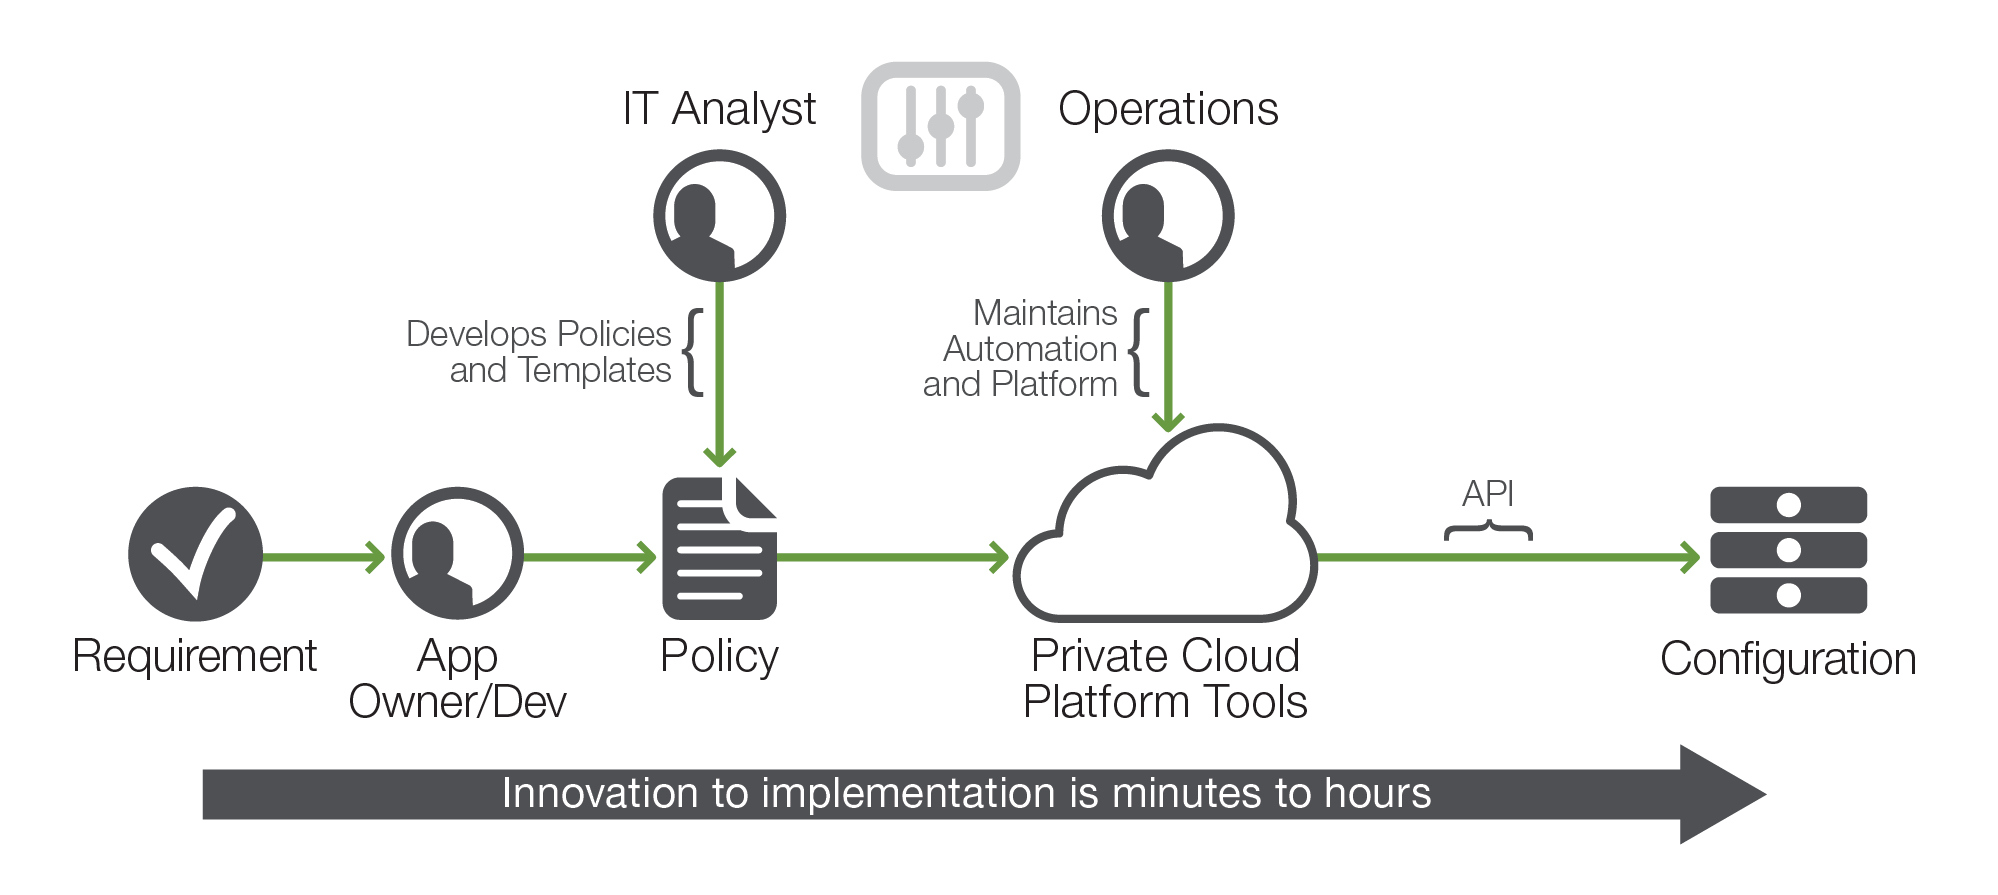 IT Analyst
Operations
Develops Policies
and Templates
Maintains
Automation
and Platform
API
Requirement
App
Owner/Dev
Policy
Private Cloud
Platform Tools
Configuration
Innovation to implementation is minutes to hours